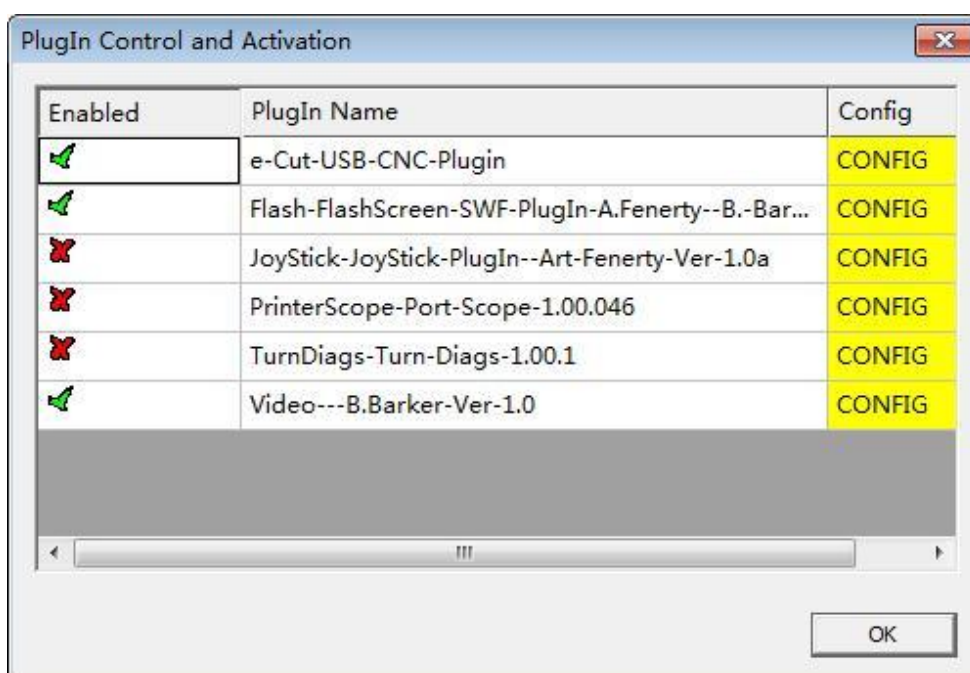 PlugIn Control and Activation
Enabled PlugIn Name Config
e-Cut-USB-CNC-Plugin CONFIG
Flash-FlashScreen-SWF-PlugIn-A.Fenerty--B.-Bar... CONFIG
JoyStick-JoyStick-PlugIn--Art-Fenerty-Ver-1.0a CONFIG
PrinterScope-Port-Scope-1.00.046 CONFIG
TurnDiags-Turn-Diags-1.00.1 CONFIG
Video---B.Barker-Ver-1.0 CONFIG
OK